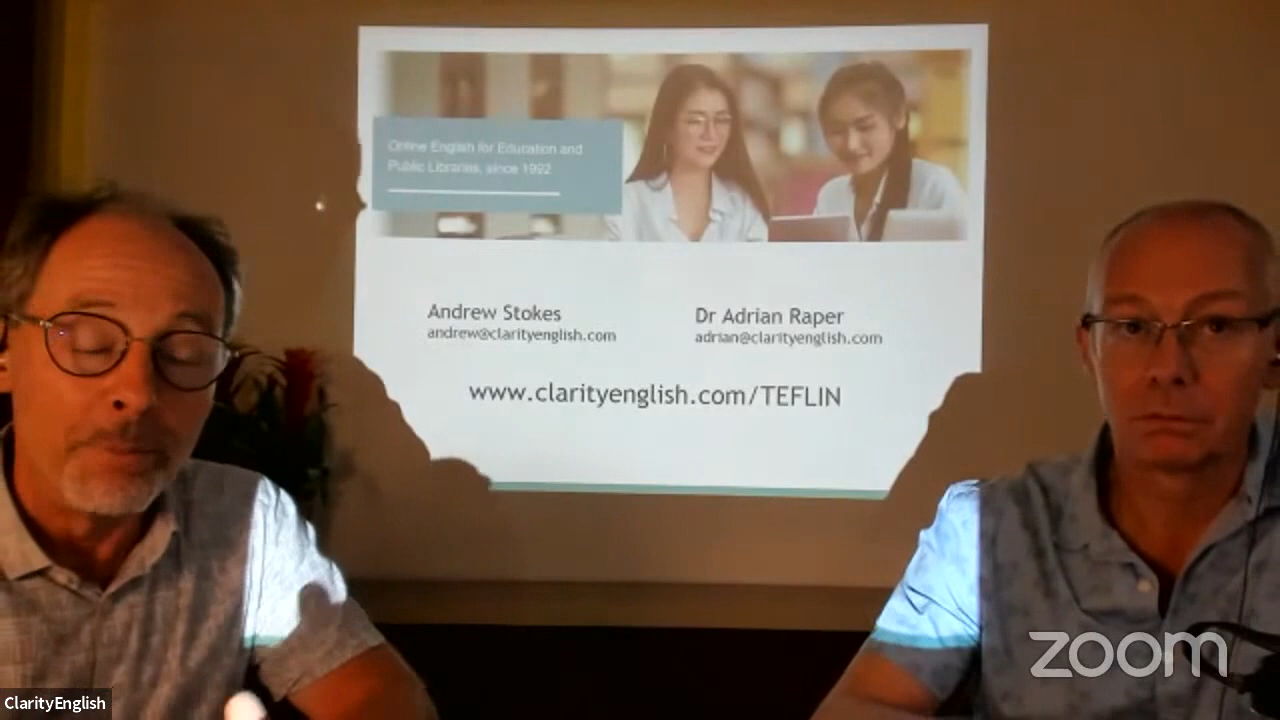 Online English for Education and
Public Libraries, since 1992
Andrew Stokes
andrew@clarityenglish.com
Dr Adrian Raper
adrian@clarityenglish.com
www.clarityenglish.com/TEFLIN
zoom
ClarityEnglish